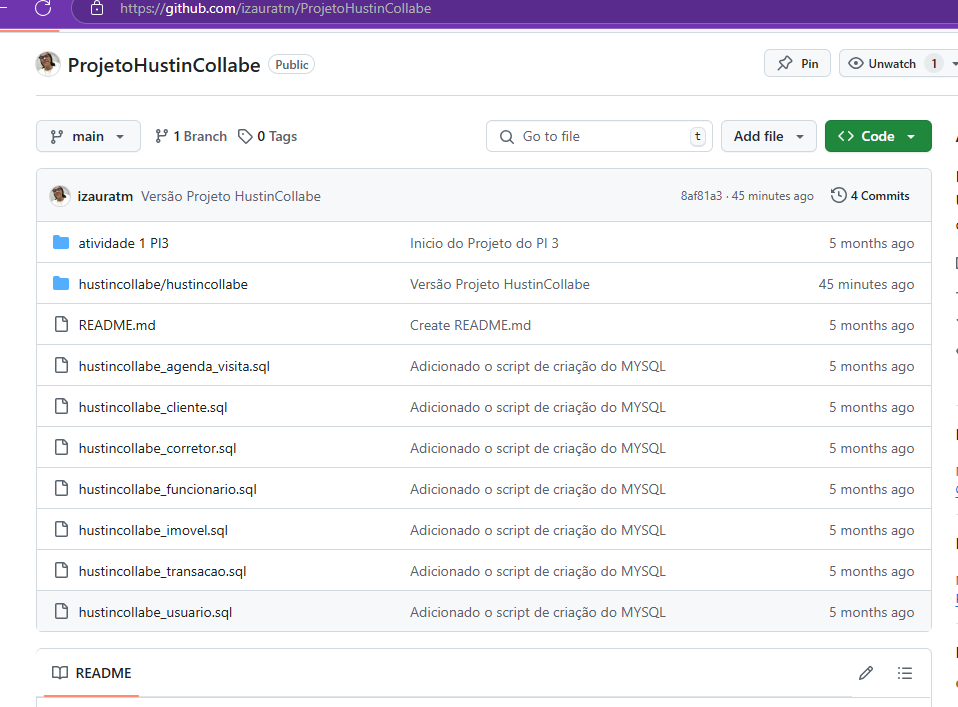 https://github.com/izauratm/ProjetoHustinCollabe
ProjetoHustinCollabe Public Pin Unwatch 1
main 1 Branch 0 Tags Go to file t Add file Code
izauratm Versão Projeto HustinCollabe 8af81a3 · 45 minutes ago 4 Commits
atividade 1 PI3 Inicio do Projeto do PI 3 5 months ago
hustincollabe/hustincollabe Versão Projeto HustinCollabe 45 minutes ago
README.md Create README.md 5 months ago
hustincollabe_agenda_visita.sql Adicionado o script de criação do MYSQL 5 months ago
hustincollabe_cliente.sql Adicionado o script de criação do MYSQL 5 months ago
hustincollabe_corretor.sql Adicionado o script de criação do MYSQL 5 months ago
hustincollabe_funcionario.sql Adicionado o script de criação do MYSQL 5 months ago
hustincollabe_imovel.sql Adicionado o script de criação do MYSQL 5 months ago
hustincollabe_transacao.sql Adicionado o script de criação do MYSQL 5 months ago
hustincollabe_usuario.sql Adicionado o script de criação do MYSQL 5 months ago
README